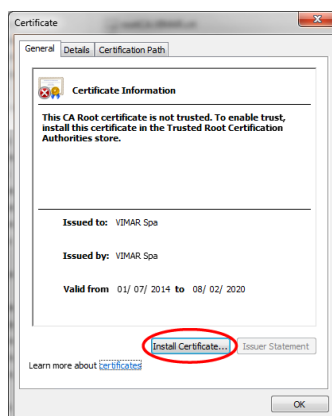 Certificate
General Details Certification Path
Certificate Information
This CA Root certificate is not trusted. To enable trust,
install this certificate in the Trusted Root Certification
Authorities store.
Issued to: VIMAR Spa
Issued by: VIMAR Spa
Valid from 01/ 07/ 2014 to 08/ 02/ 2020
Install Certificate... Issuer Statement
Learn more about certificates
OK